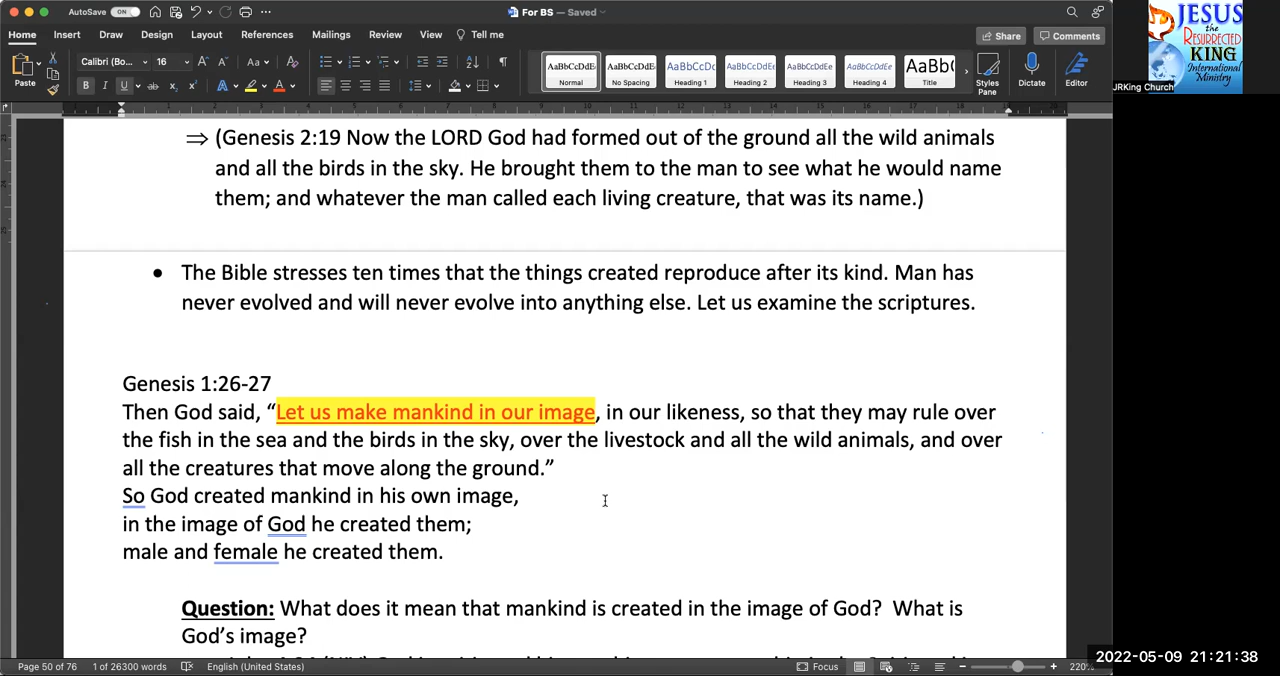 AutoSave ON
For BS — Saved
Home Insert Draw Design Layout References Mailings Review View Tell me
Share Comments
Paste
Calibri (Bo... 16
AaBbCcDdEe AaBbCcDdEe AaBbCcDc AaBbCcDdEe AaBbCcDdE AaBbCcDdEe AaBb(
Normal No Spacing Heading 1 Heading 2 Heading 3 Heading 4 Title
Styles Pane
Dictate
Editor
JESUS
the
RESURRECTED
KING
International
Ministry
JRKing Church
⇒ (Genesis 2:19 Now the LORD God had formed out of the ground all the wild animals
and all the birds in the sky. He brought them to the man to see what he would name
them; and whatever the man called each living creature, that was its name.)
• The Bible stresses ten times that the things created reproduce after its kind. Man has
never evolved and will never evolve into anything else. Let us examine the scriptures.
Genesis 1:26-27
Then God said, “Let us make mankind in our image, in our likeness, so that they may rule over
the fish in the sea and the birds in the sky, over the livestock and all the wild animals, and over
all the creatures that move along the ground.”
So God created mankind in his own image,
in the image of God he created them;
male and female he created them.
Question: What does it mean that mankind is created in the image of God? What is
God’s image?
Page 50 of 76 1 of 26300 words English (United States)
Focus 220%
2022-05-09 21:21:38